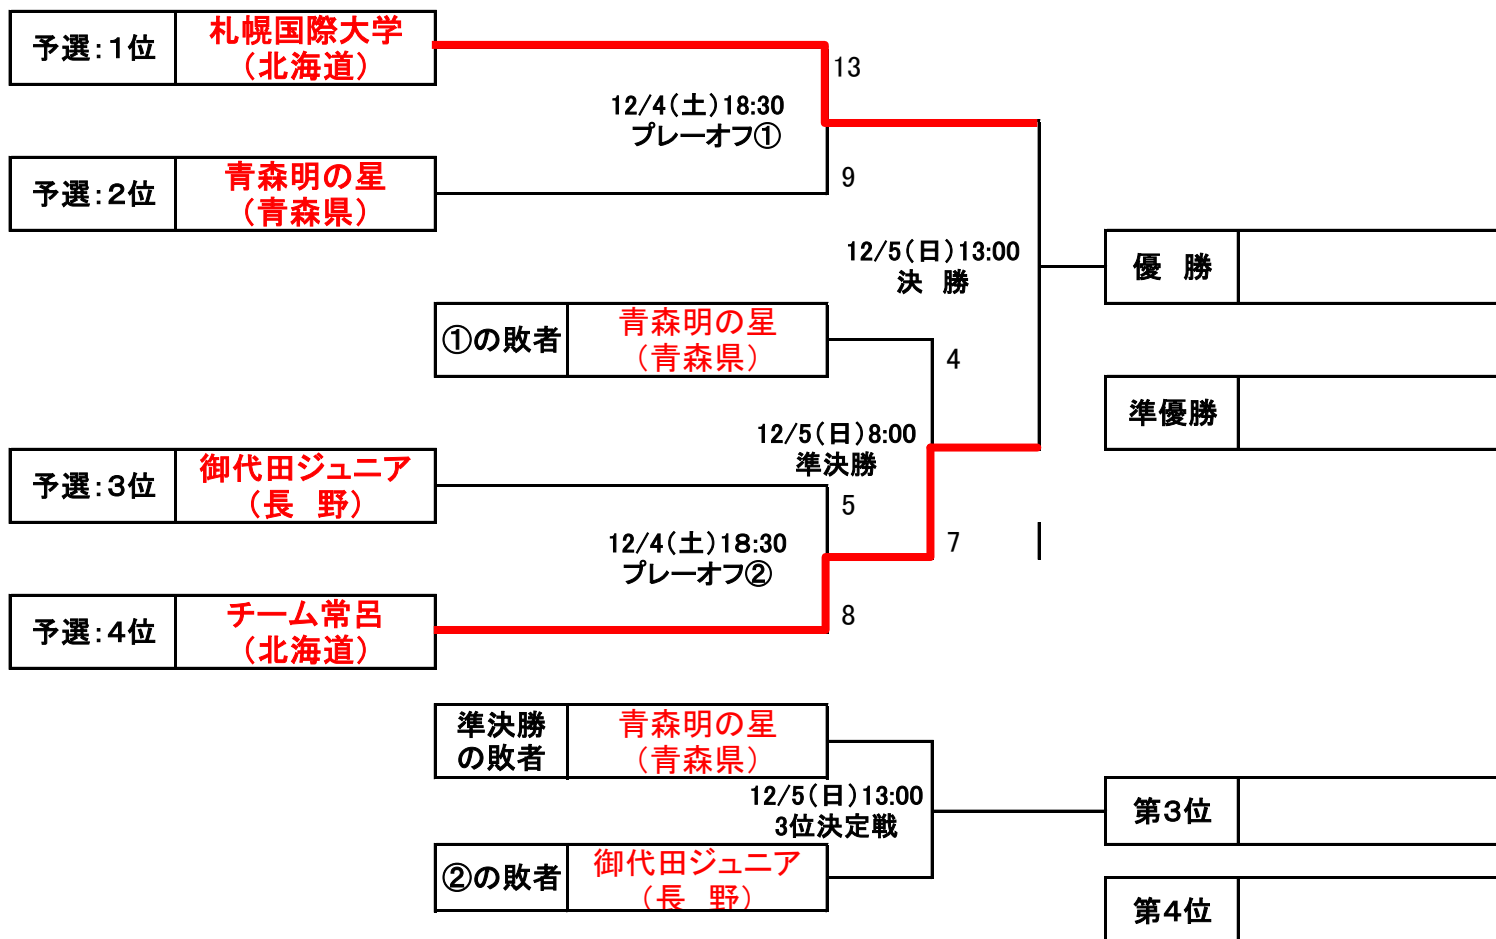 予選：１位
札幌国際大学
（北海道）
13
12/4（土）18：30
プレーオフ①
予選：２位
青森明の星
（青森県）
9
12/5（日）13：00
決　勝
優　勝
①の敗者
青森明の星
（青森県）
4
準優勝
12/5（日）8：00
準決勝
予選：３位
御代田ジュニア
（長　野）
5
12/4（土）18：30
プレーオフ②
7
予選：４位
チーム常呂
（北海道）
8
準決勝
の敗者
青森明の星
（青森県）
12/5（日）13：00
3位決定戦
第３位
②の敗者
御代田ジュニア
（長　野）
第４位